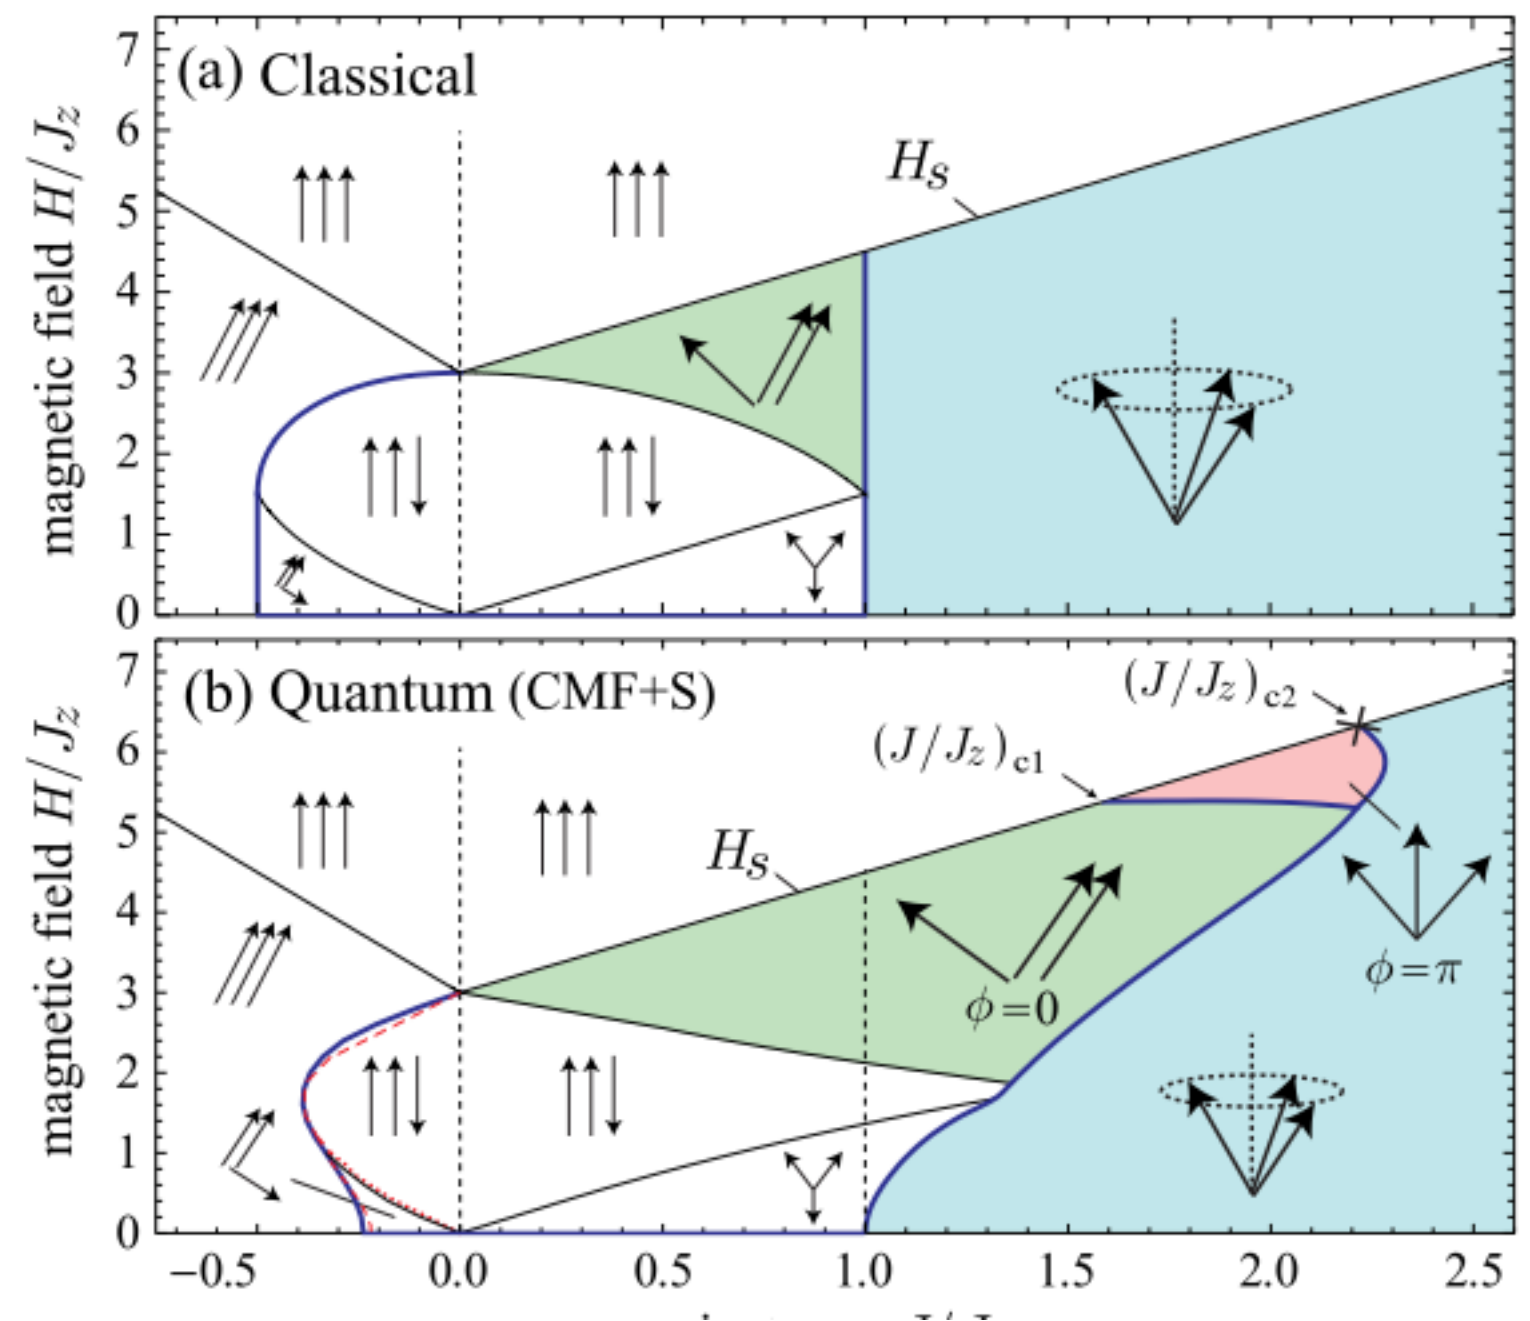 (a) Classical
magnetic field H/J_z
7
6
5
4
3
2
1
0
H_S
(b) Quantum (CMF+S)
magnetic field H/J_z
7
6
5
4
3
2
1
0
(J/J_z)_c2
(J/J_z)_c1
H_S
ϕ=0
ϕ=π
−0.5 0.0 0.5 1.0 1.5 2.0 2.5